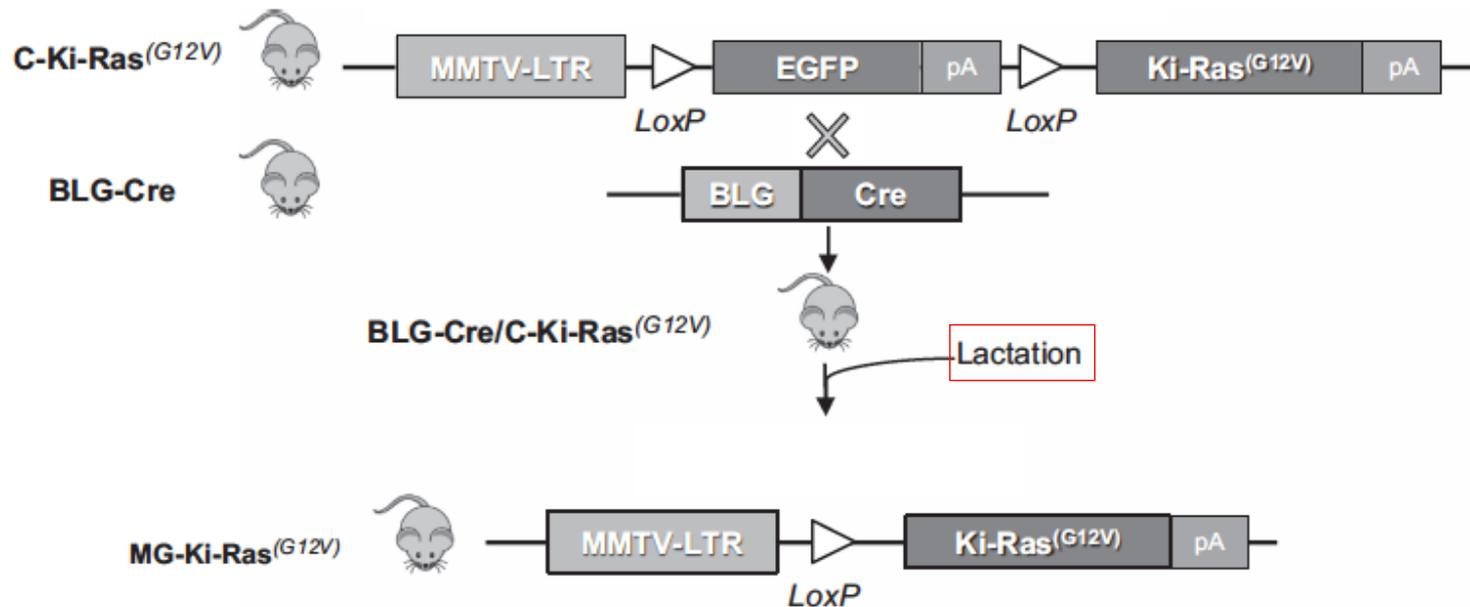 C-Ki-Ras(G12V)
MMTV-LTR
EGFP
pA
Ki-Ras(G12V)
pA
LoxP
LoxP
BLG-Cre
BLG
Cre
BLG-Cre/C-Ki-Ras(G12V)
Lactation
MG-Ki-Ras(G12V)
MMTV-LTR
Ki-Ras(G12V)
pA
LoxP